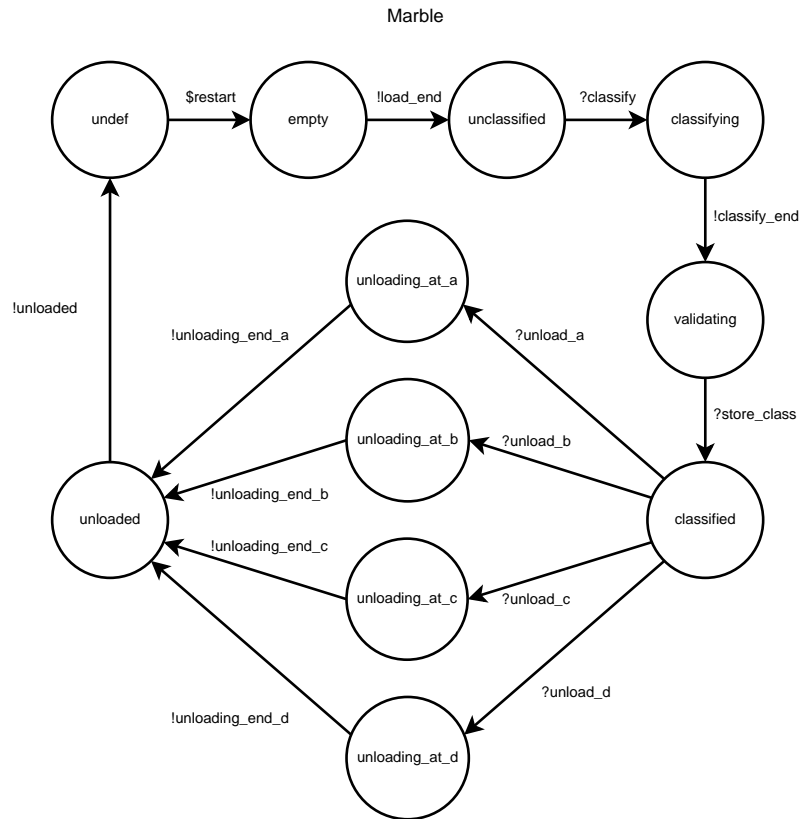 Marble
$restart
!load_end
?classify
undef
empty
unclassified
classifying
!classify_end
unloading_at_a
!unloaded
!unloading_end_a
?unload_a
validating
?store_class
unloading_at_b
?unload_b
!unloading_end_b
unloaded
classified
!unloading_end_c
unloading_at_c
?unload_c
?unload_d
!unloading_end_d
unloading_at_d